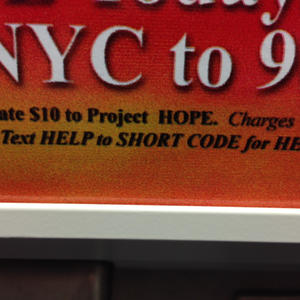 NYC to 9
ate $10 to Project HOPE. Charges
Text HELP to SHORT CODE for HE